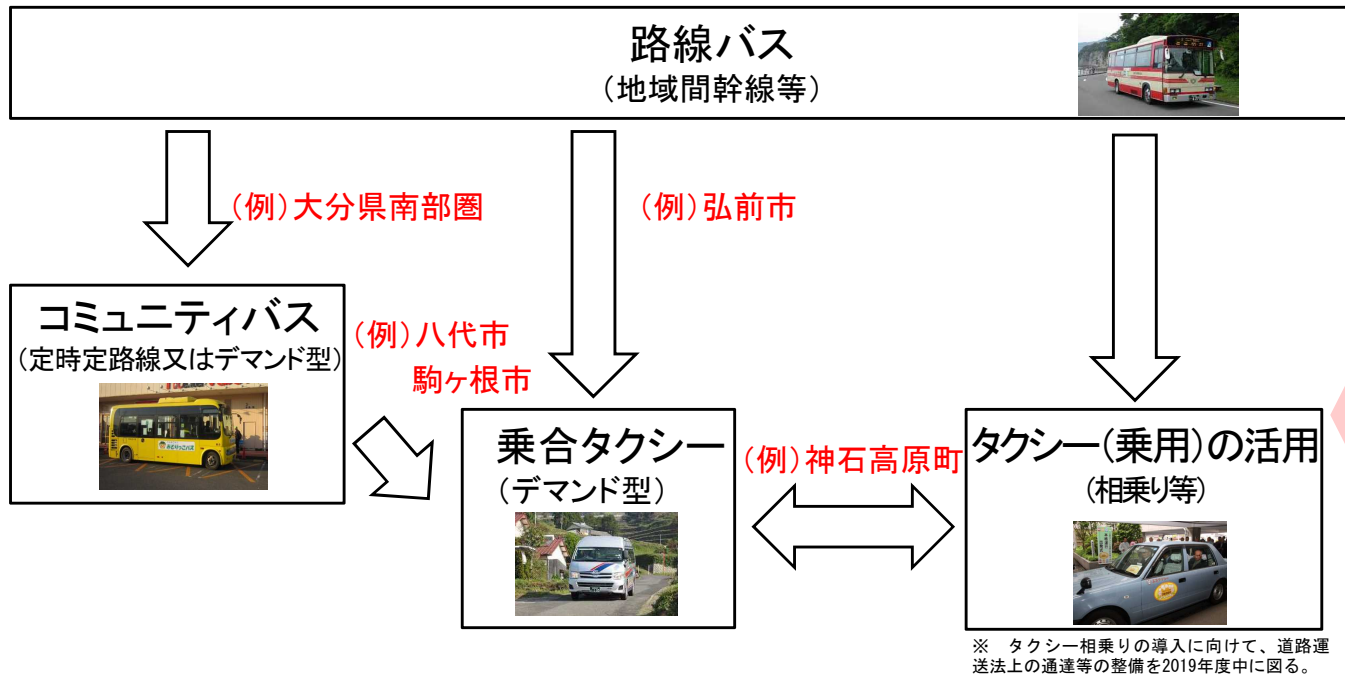 路線バス
（地域間幹線等）
（例）大分県南部圏
（例）弘前市
コミュニティバス
（定時定路線又はデマンド型）
（例）八代市
駒ヶ根市
乗合タクシー
（デマンド型）
（例）神石高原町
タクシー（乗用）の活用
（相乗り等）
※　タクシー相乗りの導入に向けて、道路運
送法上の通達等の整備を2019年度中に図る。